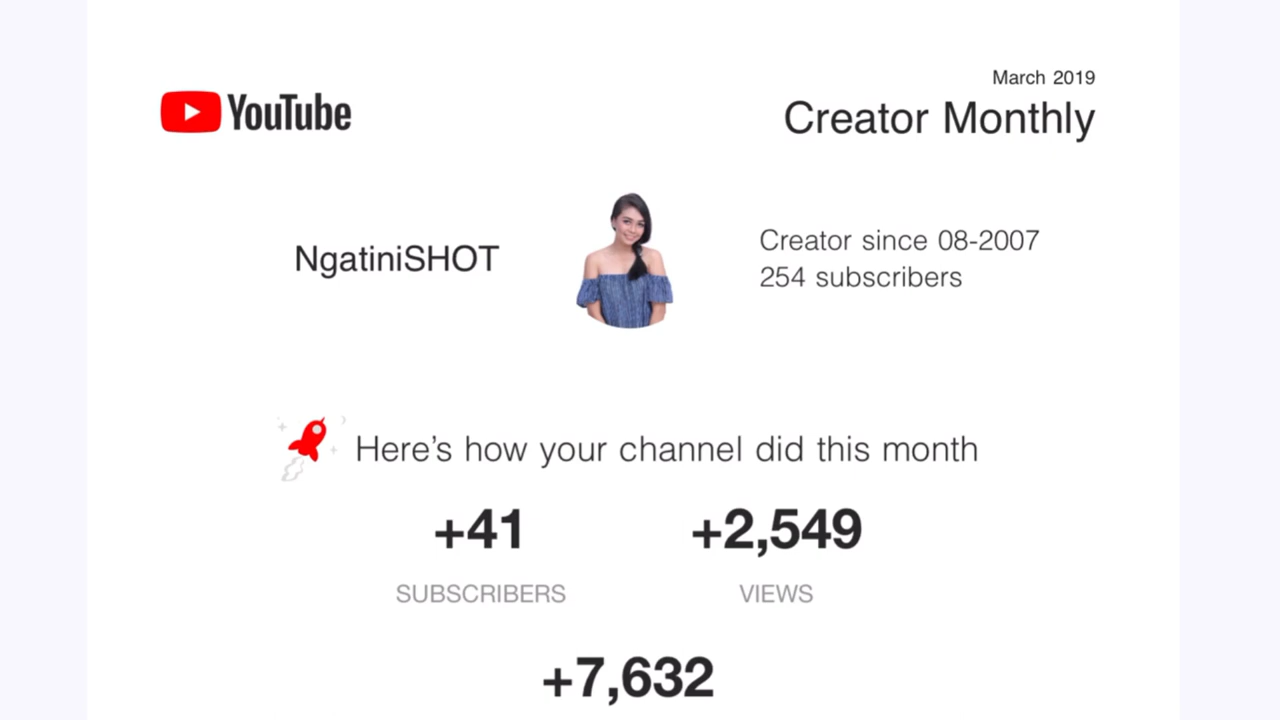 YouTube
March 2019
Creator Monthly
NgatiniSHOT
Creator since 08-2007
254 subscribers
Here's how your channel did this month
+41
SUBSCRIBERS
+2,549
VIEWS
+7,632